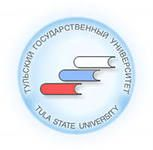 ТУЛЬСКИЙ ГОСУДАРСТВЕННЫЙ УНИВЕРСИТЕТ
TULA STATE UNIVERSITY